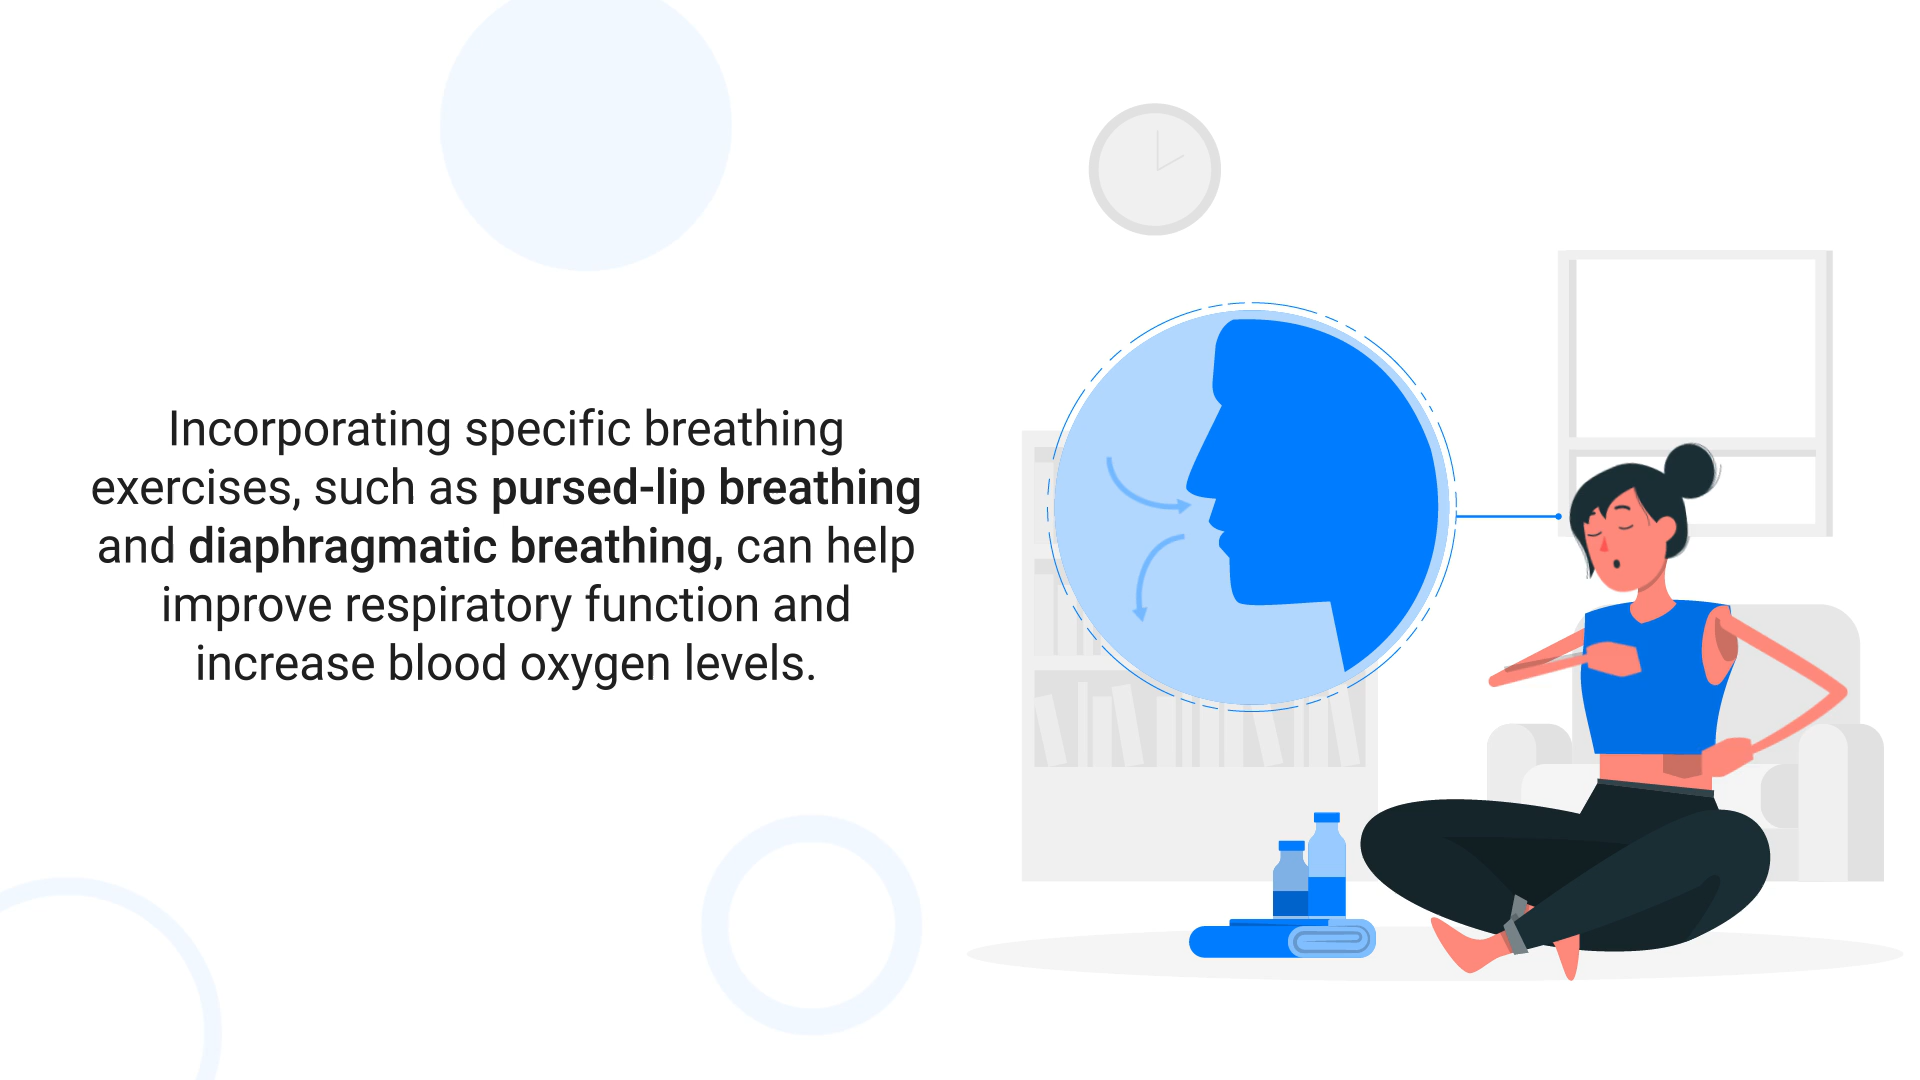 Incorporating specific breathing
exercises, such as pursed-lip breathing
and diaphragmatic breathing, can help
improve respiratory function and
increase blood oxygen levels.